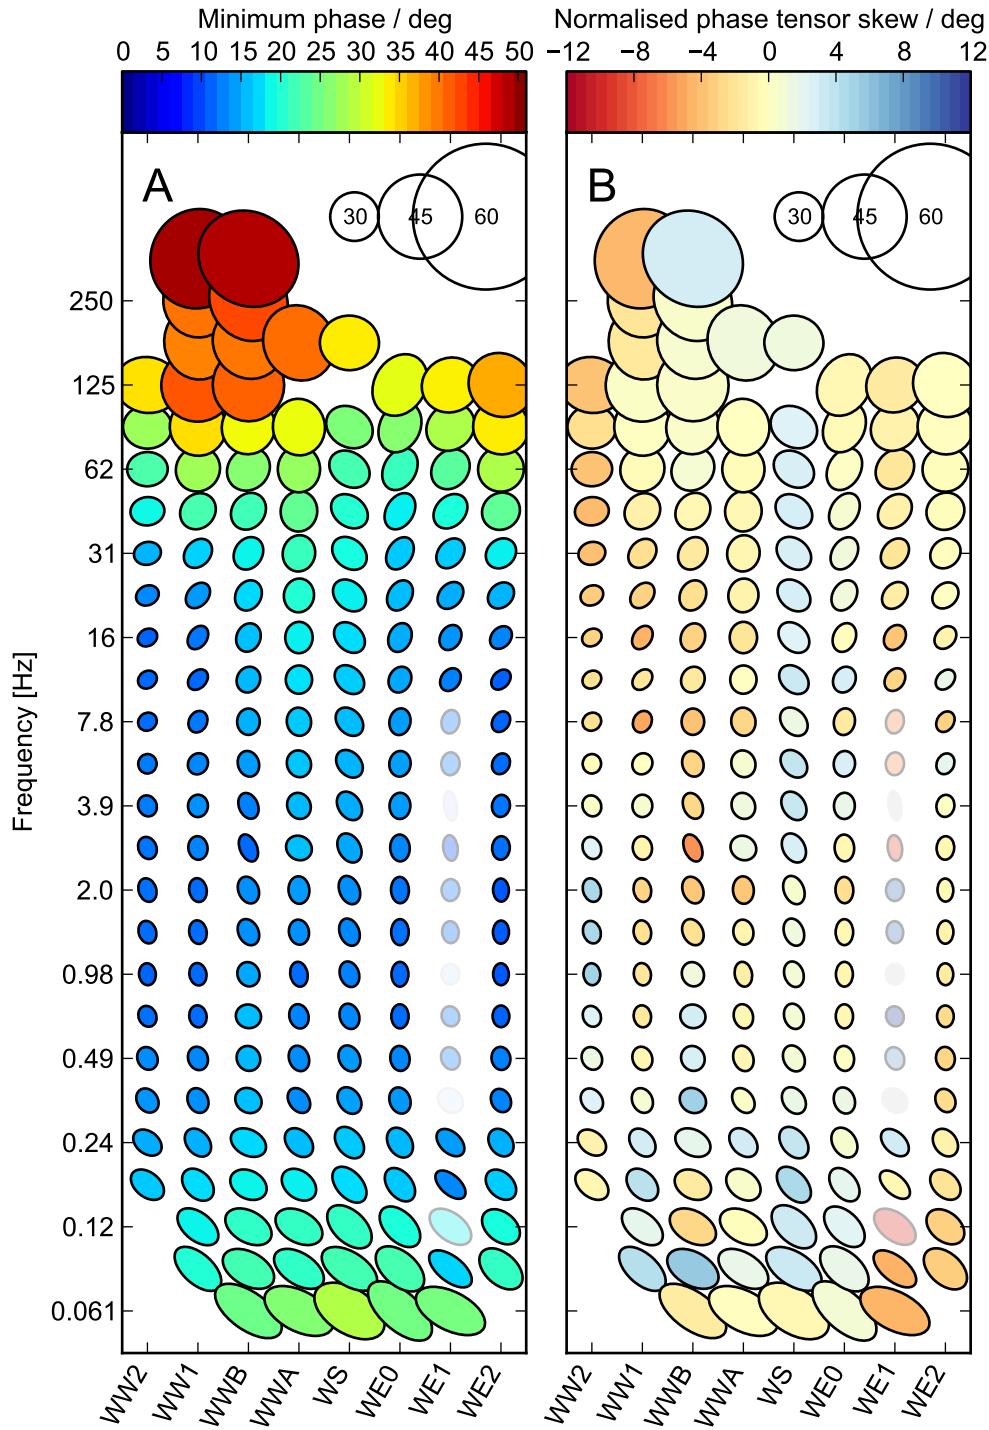 Minimum phase / deg
Normalised phase tensor skew / deg
0 5 10 15 20 25 30 35 40 45 50
−12 −8 −4 0 4 8 12
A 30 45 60
B 30 45 60
250
125
62
31
16
7.8
3.9
2.0
0.98
0.49
0.24
0.12
0.061
Frequency [Hz]
WW2 WW1 WWB WWA WS WE0 WE1 WE2
WW2 WW1 WWB WWA WS WE0 WE1 WE2